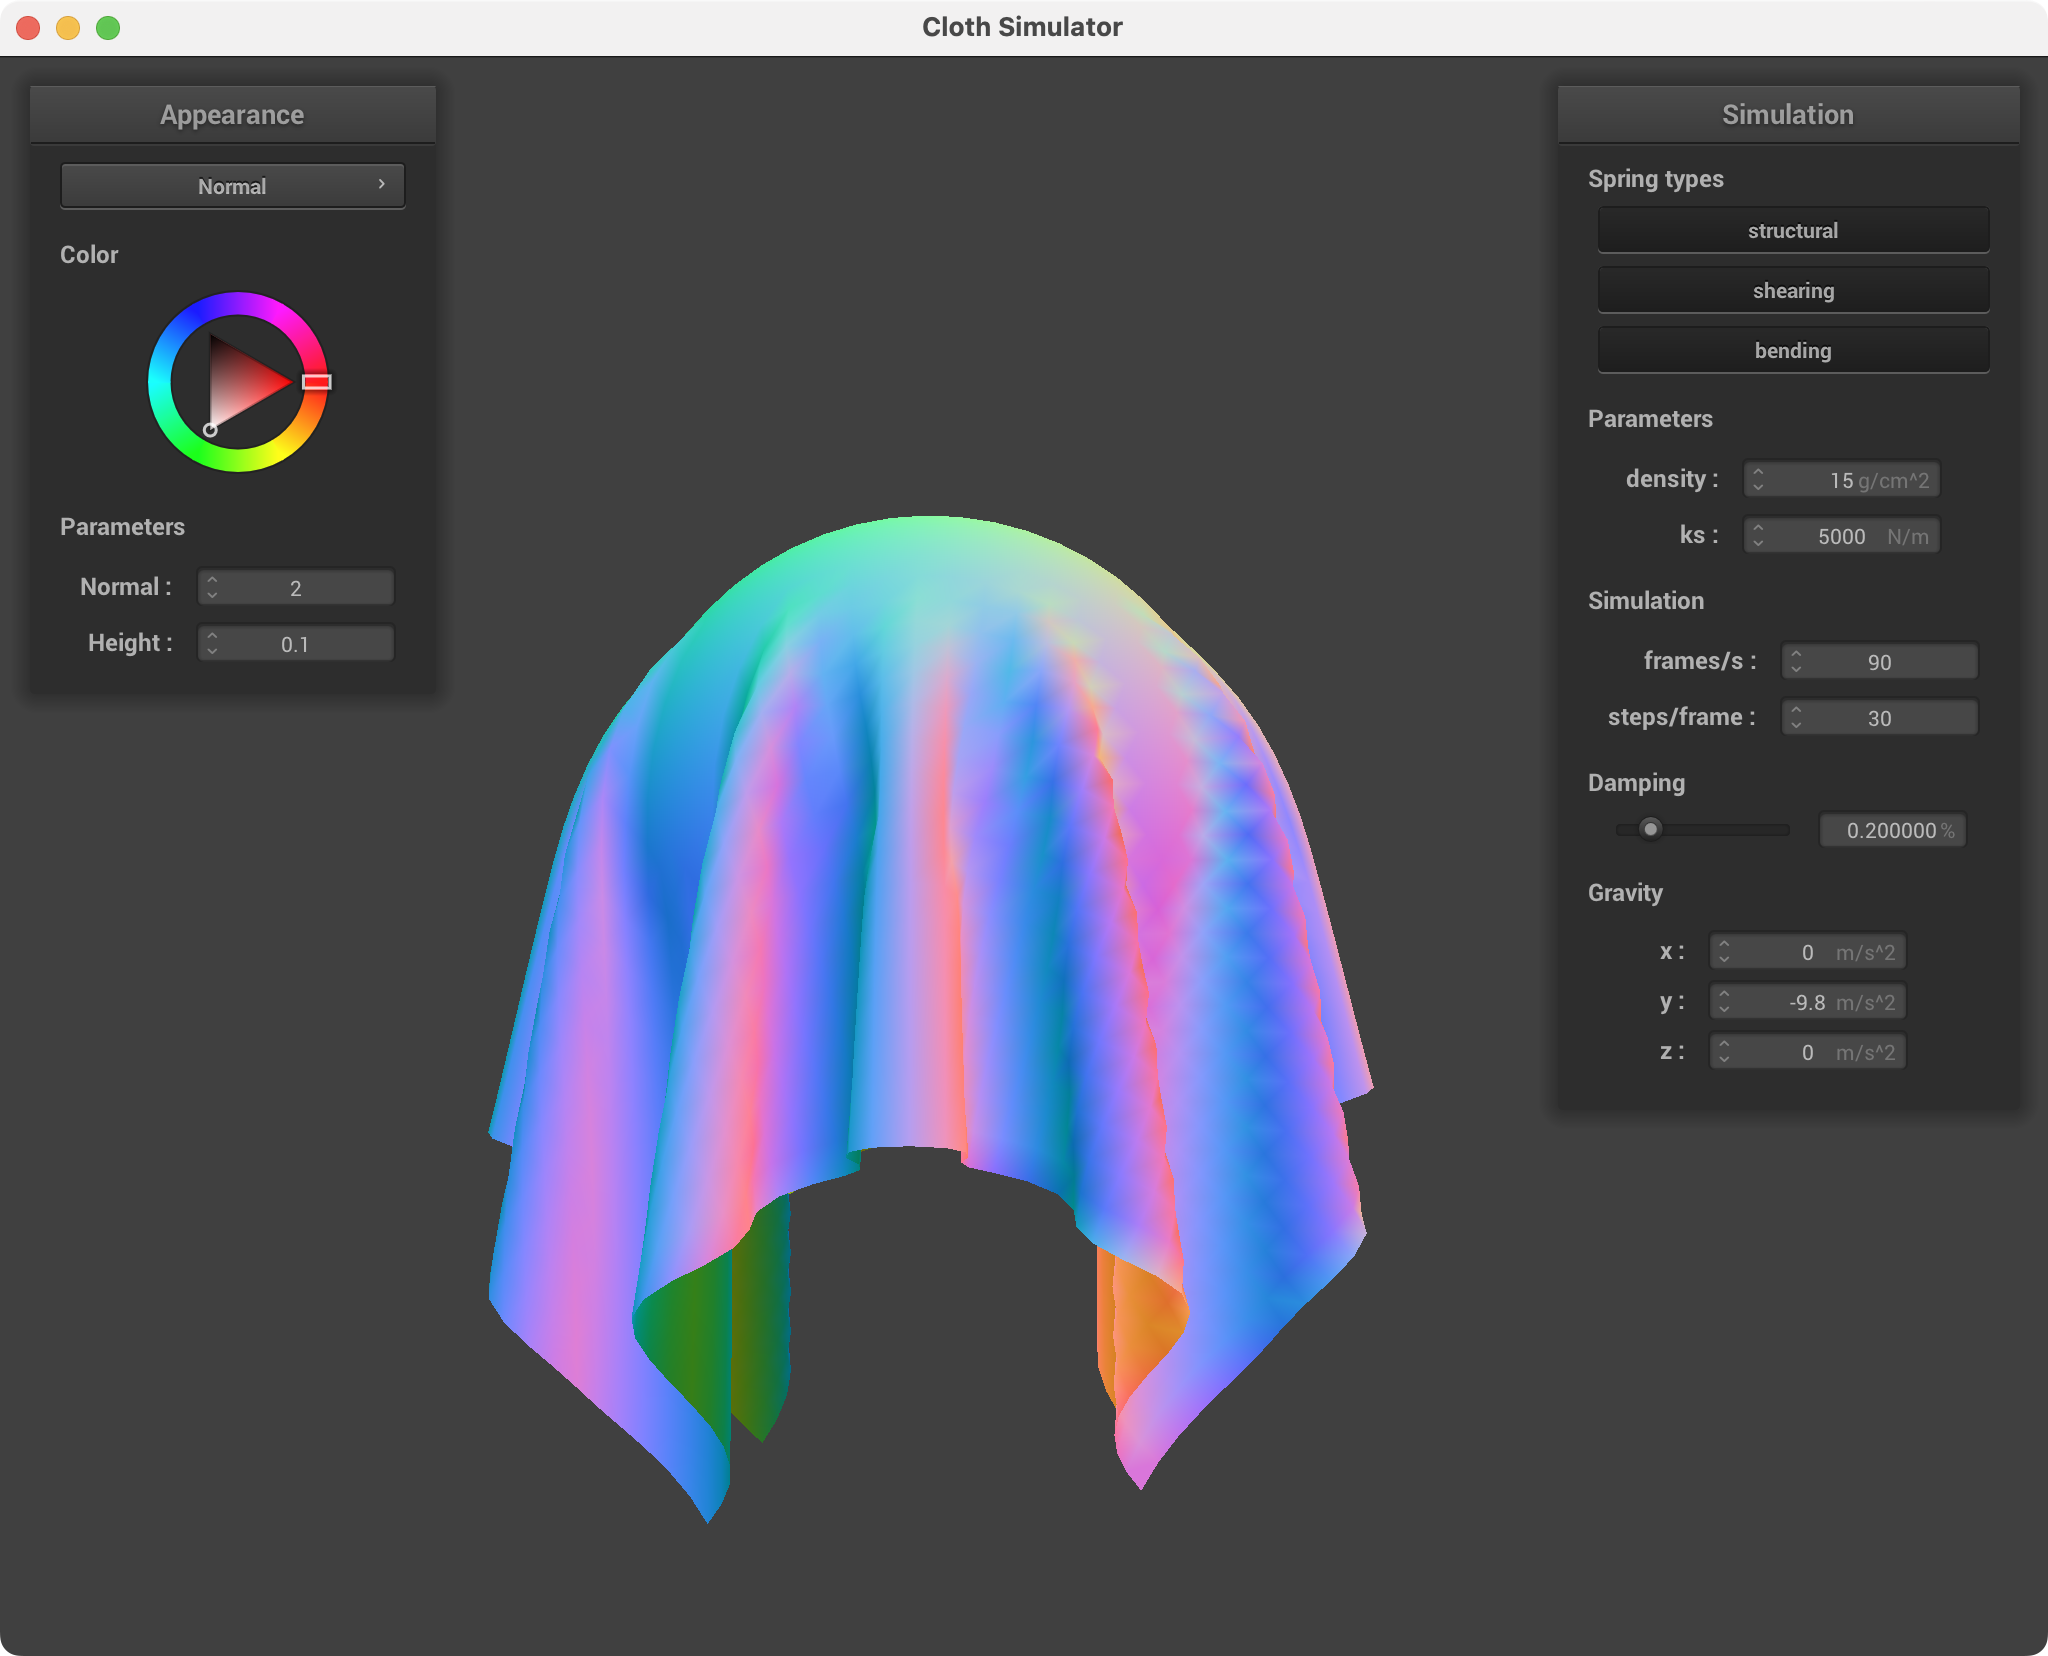 Cloth Simulator
Appearance
Normal
Color
Parameters
Normal : 2
Height : 0.1
Simulation
Spring types
structural
shearing
bending
Parameters
density : 15 g/cm^2
ks : 5000 N/m
Simulation
frames/s : 90
steps/frame : 30
Damping
0.200000 %
Gravity
x : 0 m/s^2
y : -9.8 m/s^2
z : 0 m/s^2